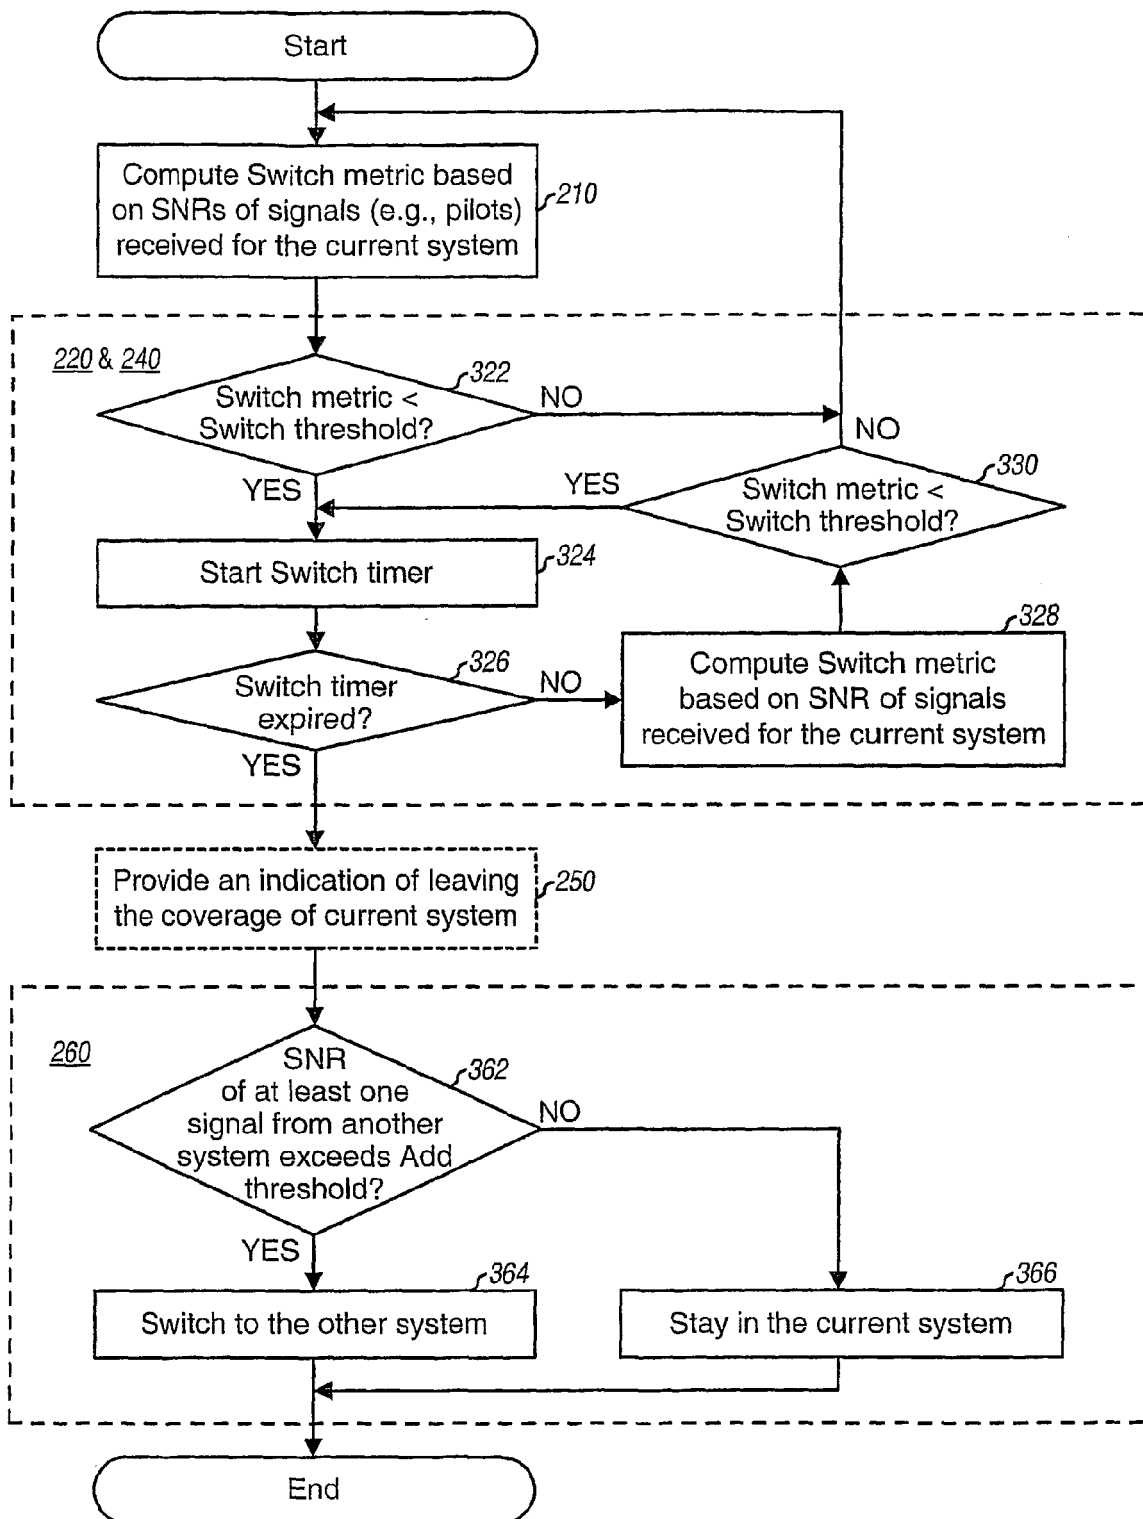 Start
Compute Switch metric based
on SNRs of signals (e.g., pilots)
received for the current system
210
220 & 240
322
Switch metric <
Switch threshold?
NO
YES
NO
330
Switch metric <
Switch threshold?
YES
Start Switch timer
324
326
Switch timer
expired?
NO
YES
328
Compute Switch metric
based on SNR of signals
received for the current system
Provide an indication of leaving
the coverage of current system
250
260
362
SNR
of at least one
signal from another
system exceeds Add
threshold?
NO
YES
364
Switch to the other system
366
Stay in the current system
End